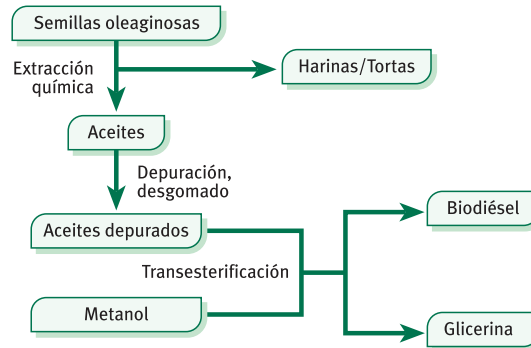 Semillas oleaginosas
Extracción
química
Harinas/Tortas
Aceites
Depuración,
desgomado
Aceites depurados
Biodiésel
Transesterificación
Metanol
Glicerina